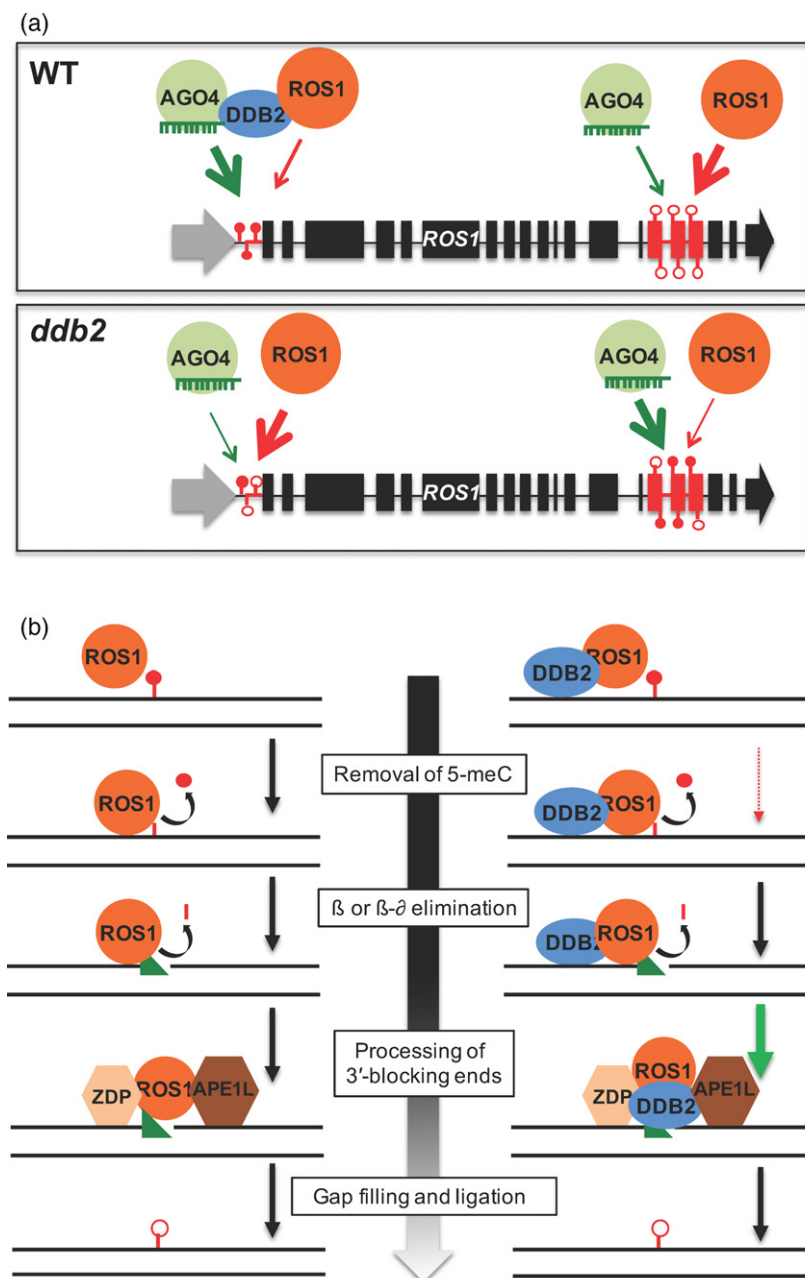 (a)
WT
AGO4
DDB2
ROS1
AGO4
ROS1
ROS1
ddb2
AGO4
ROS1
AGO4
ROS1
ROS1
(b)
ROS1
DDB2
ROS1
Removal of 5-meC
ROS1
DDB2
ROS1
ß or ß-∂ elimination
ROS1
DDB2
ROS1
Processing of
3′-blocking ends
ZDP
ROS1
APE1L
ROS1
ZDP
DDB2
APE1L
Gap filling and ligation